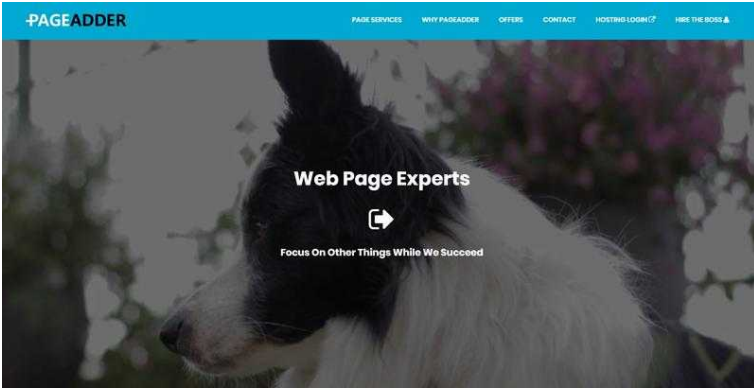 PAGEADDER
PAGE SERVICES WHY PAGEADDER OFFERS CONTACT HOSTING LOGIN HIRE THE BOSS
Web Page Experts
Focus On Other Things While We Succeed